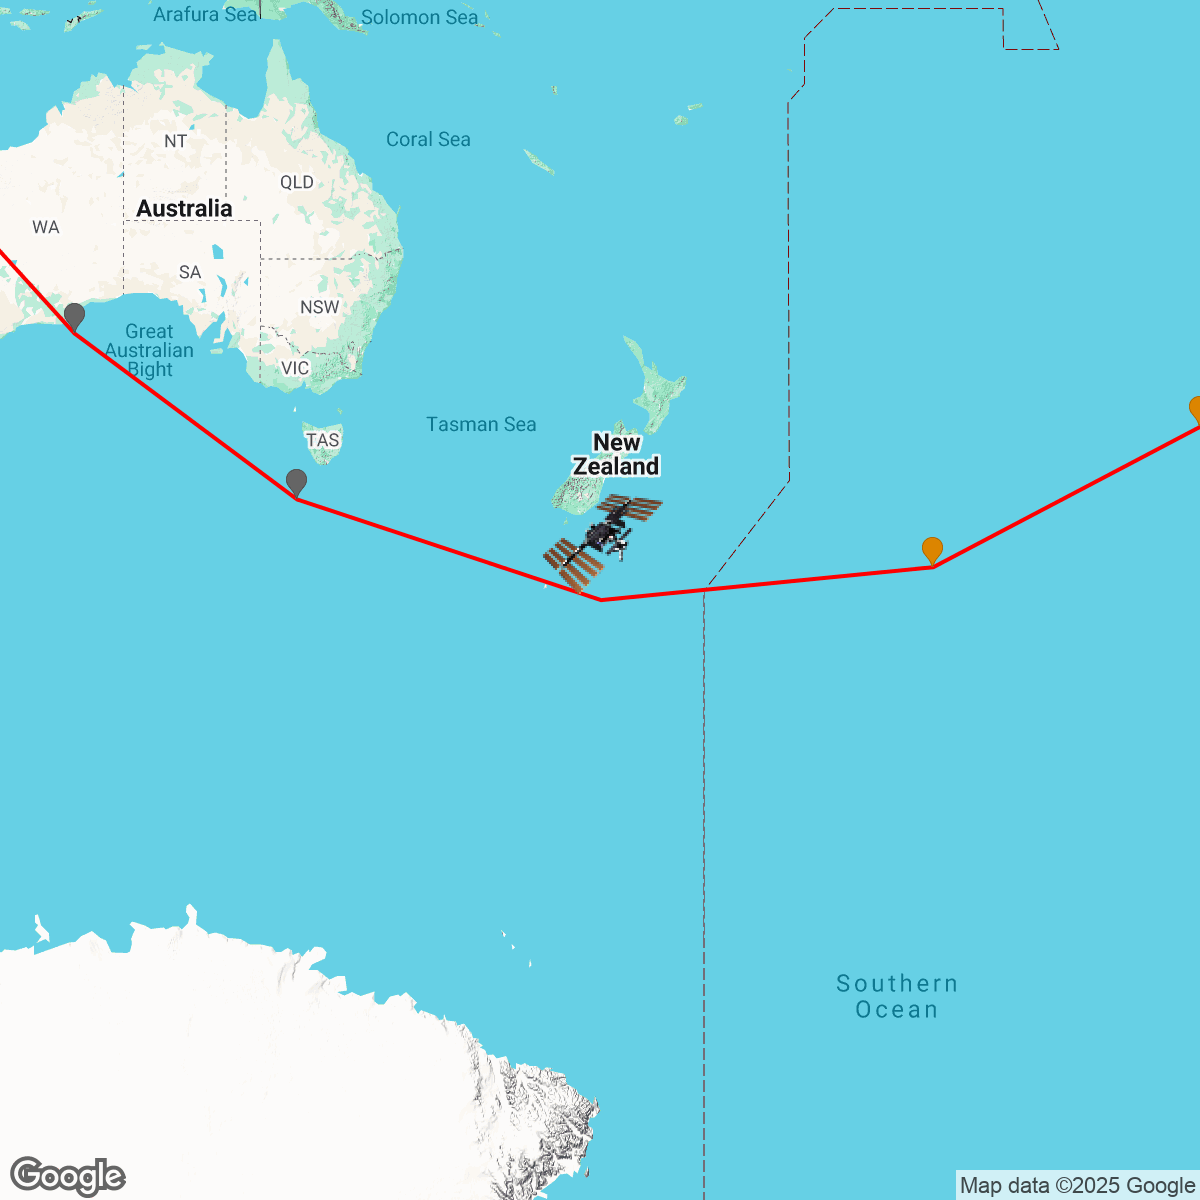 Arafura Sea
Solomon Sea
NT
Coral Sea
QLD
Australia
WA
SA
NSW
Great
Australian
Bight
VIC
Tasman Sea
TAS
New
Zealand
Southern
Ocean
Google
Map data ©2025 Google